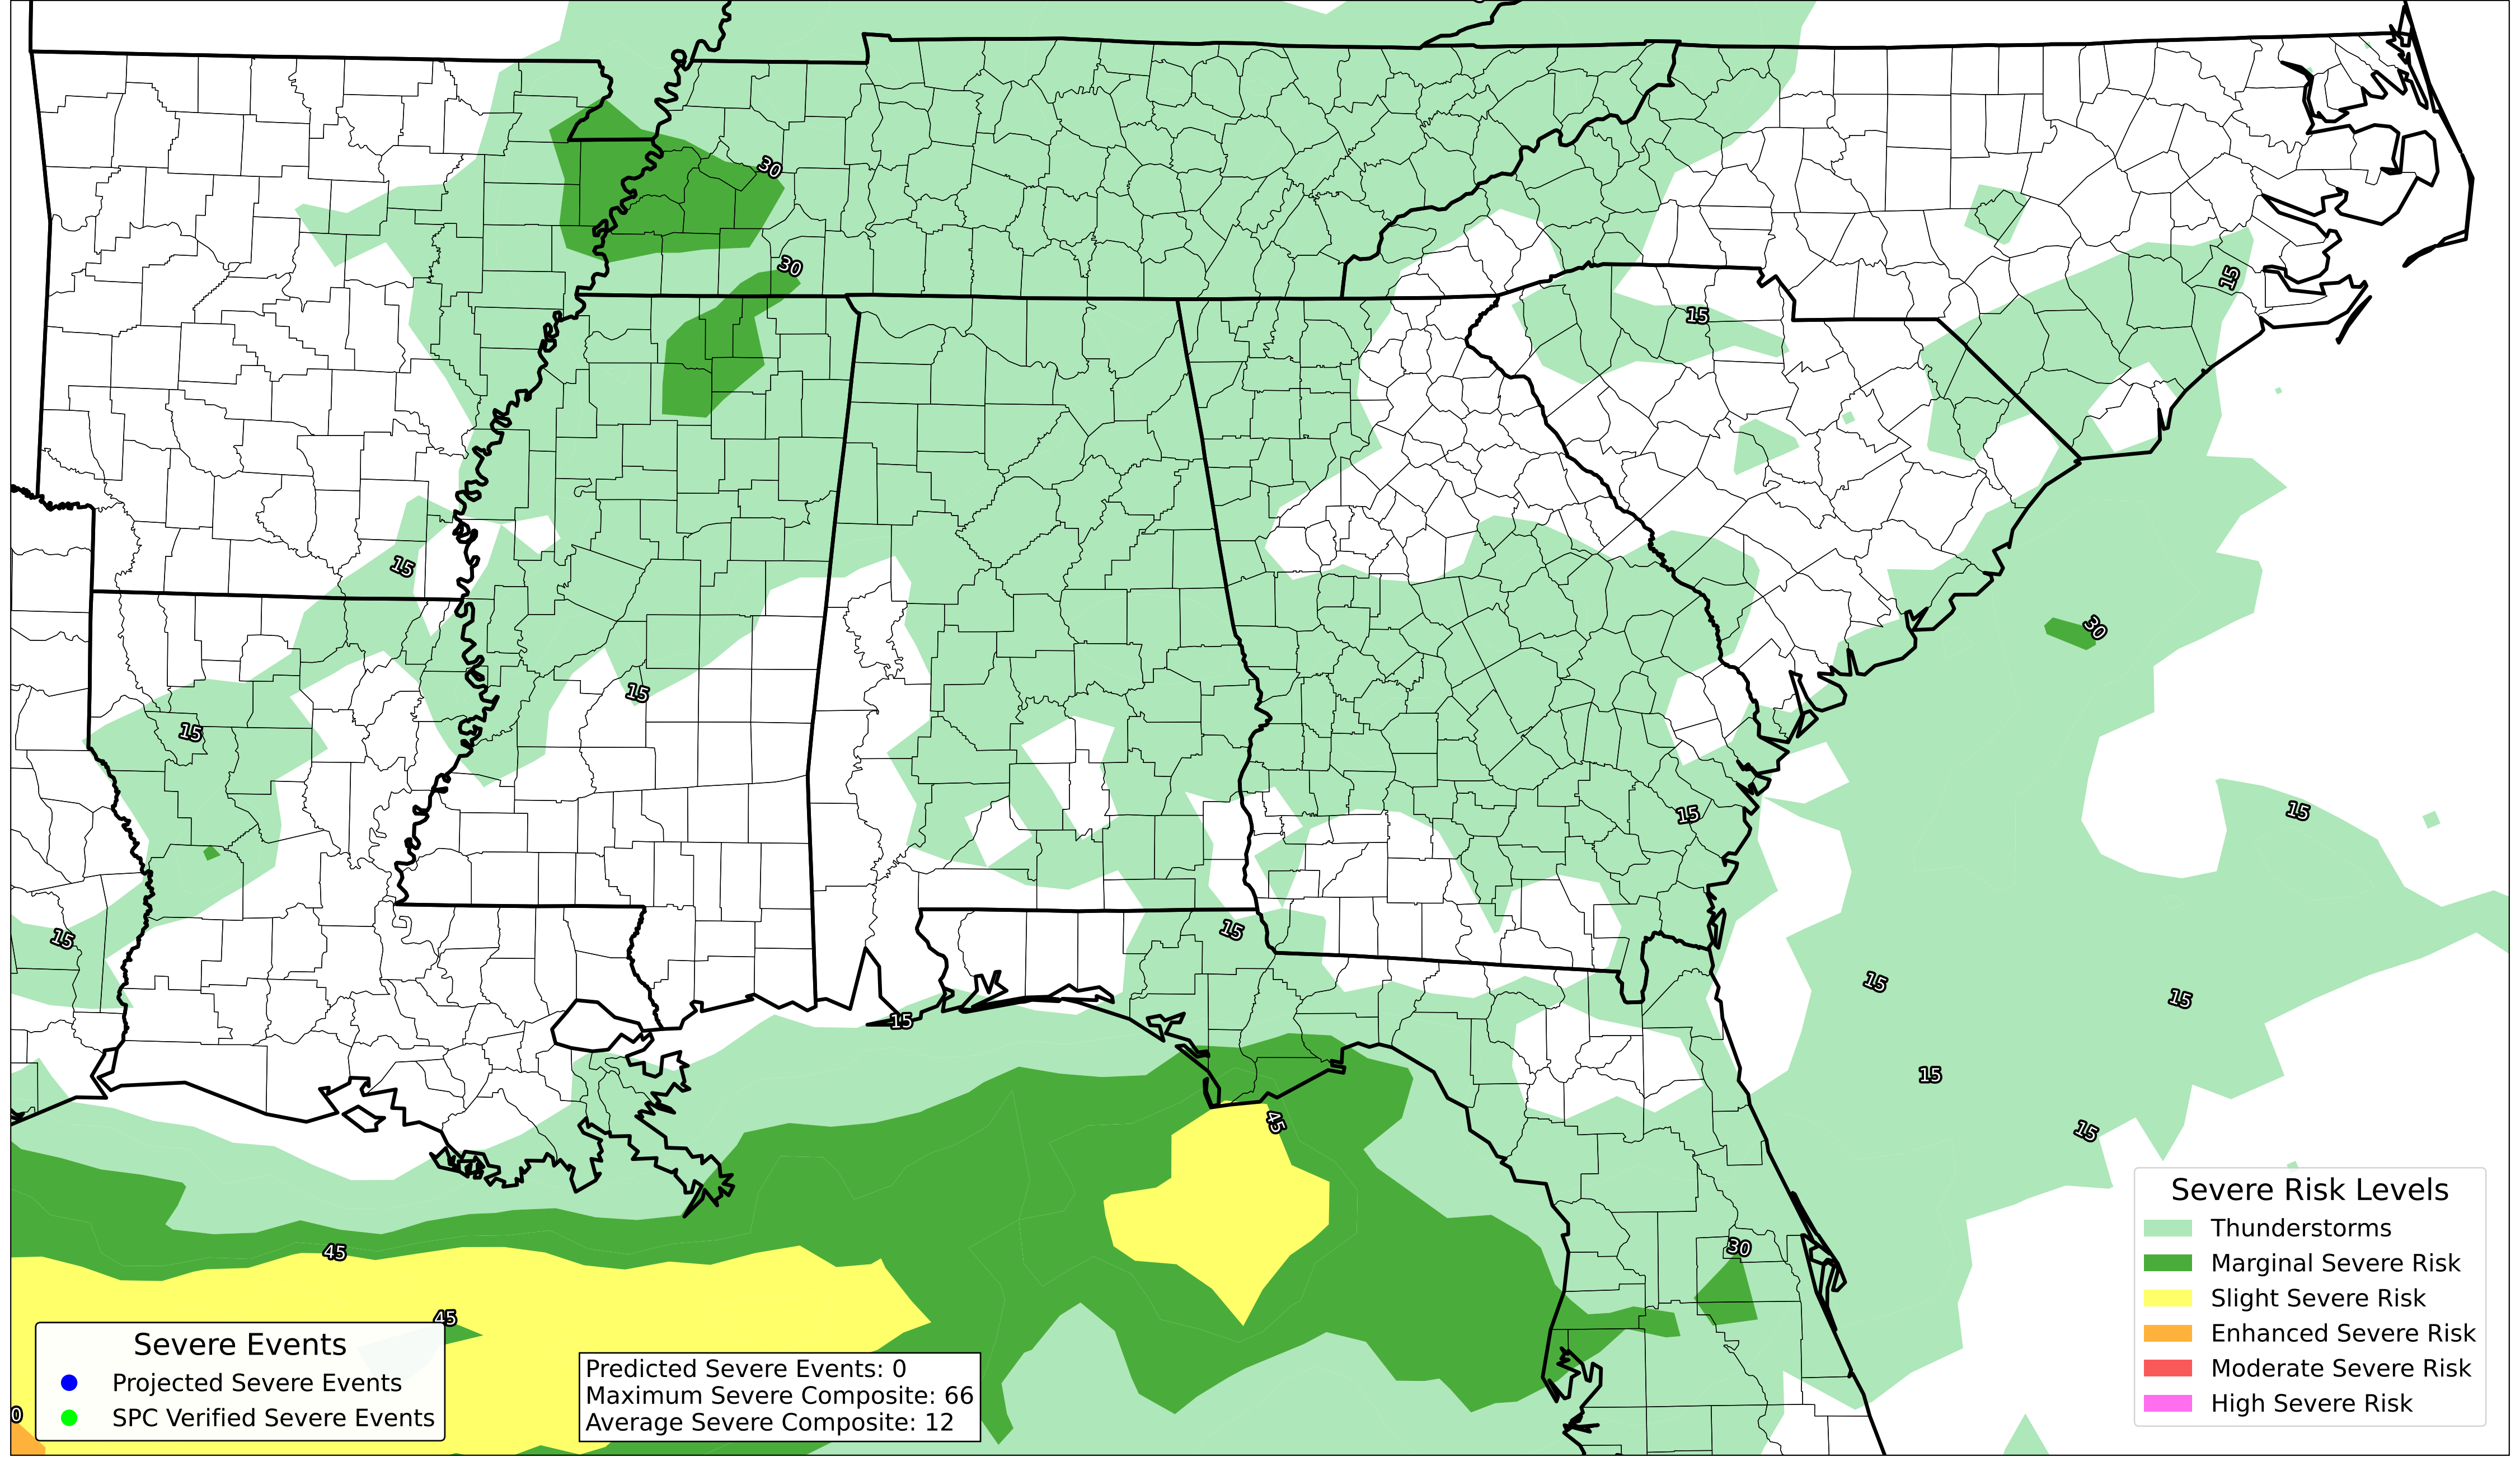 30
30
15
15
15
30
15
15
15
15
15
15
15
15
15
15
15
45
30
45
45
0
Severe Events
Projected Severe Events
SPC Verified Severe Events
Predicted Severe Events: 0
Maximum Severe Composite: 66
Average Severe Composite: 12
Severe Risk Levels
Thunderstorms
Marginal Severe Risk
Slight Severe Risk
Enhanced Severe Risk
Moderate Severe Risk
High Severe Risk